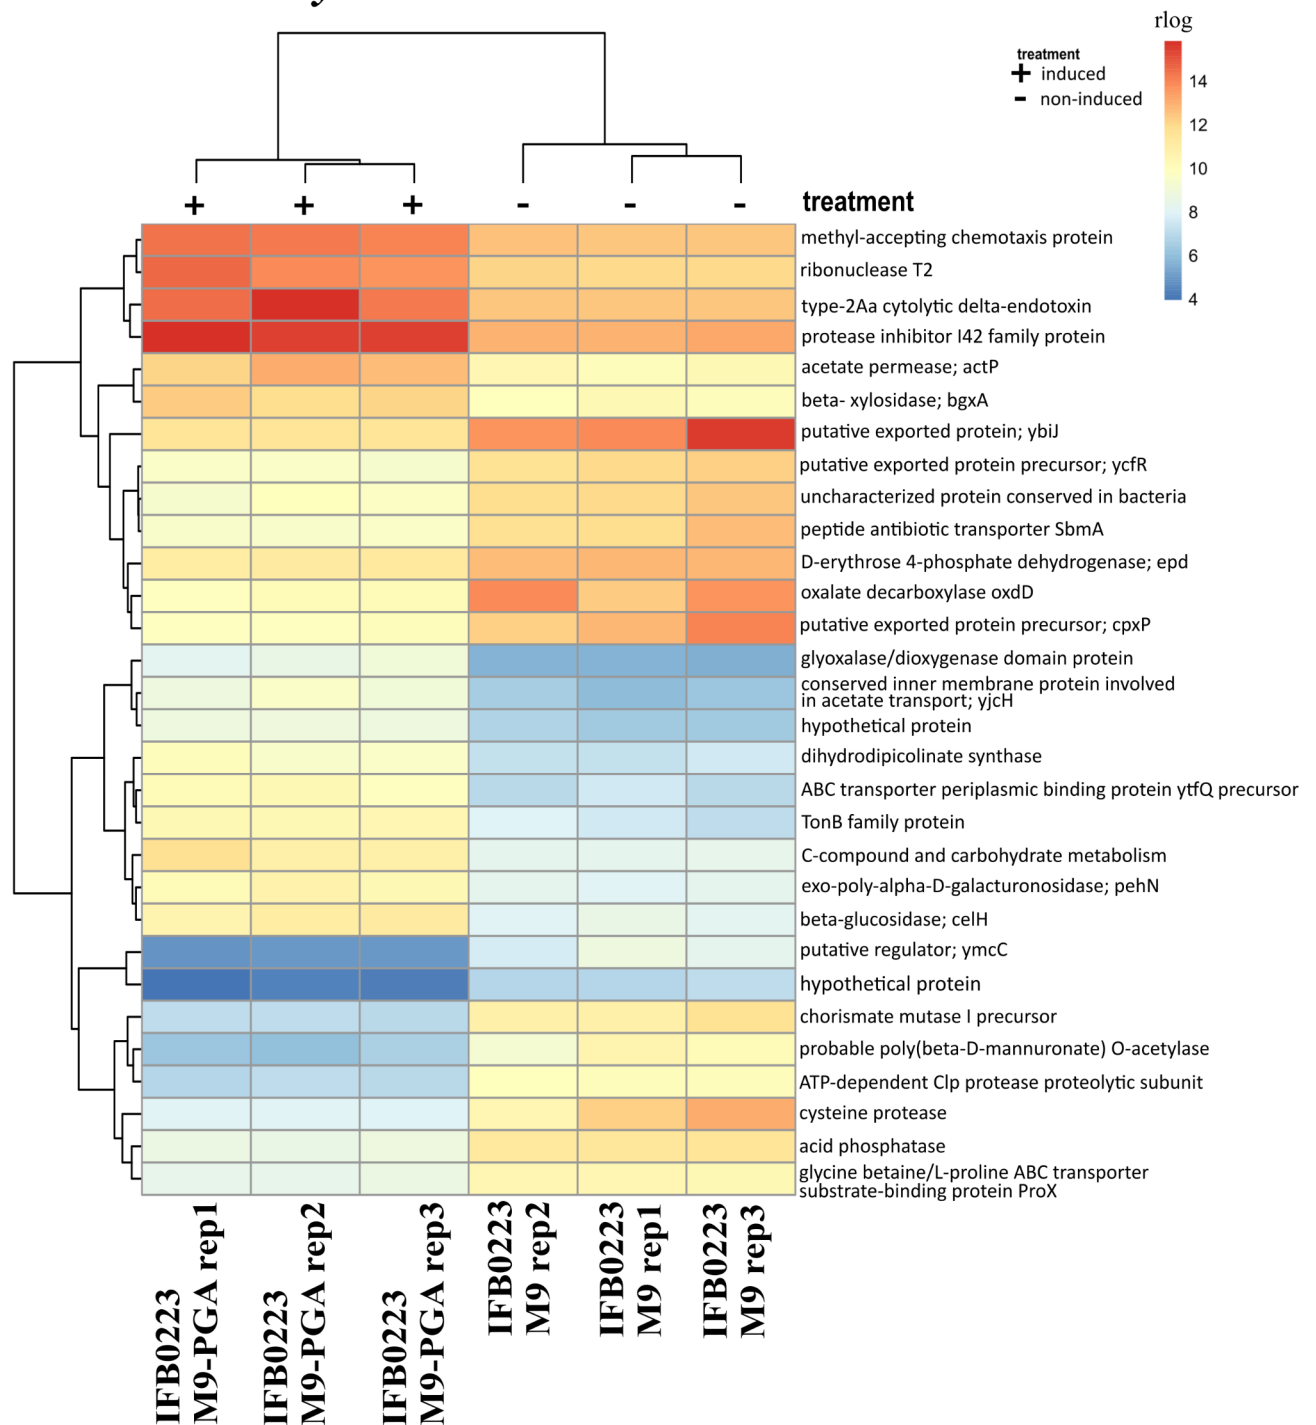 rlog
treatment
+ induced
- non-induced
14
12
10
8
6
4
+ + + - - - treatment
methyl-accepting chemotaxis protein
ribonuclease T2
type-2Aa cytolytic delta-endotoxin
protease inhibitor I42 family protein
acetate permease; actP
beta- xylosidase; bgxA
putative exported protein; ybiJ
putative exported protein precursor; ycfR
uncharacterized protein conserved in bacteria
peptide antibiotic transporter SbmA
D-erythrose 4-phosphate dehydrogenase; epd
oxalate decarboxylase oxdD
putative exported protein precursor; cpxP
glyoxalase/dioxygenase domain protein
conserved inner membrane protein involved
in acetate transport; yjcH
hypothetical protein
dihydrodipicolinate synthase
ABC transporter periplasmic binding protein ytfQ precursor
TonB family protein
C-compound and carbohydrate metabolism
exo-poly-alpha-D-galacturonosidase; pehN
beta-glucosidase; celH
putative regulator; ymcC
hypothetical protein
chorismate mutase I precursor
probable poly(beta-D-mannuronate) O-acetylase
ATP-dependent Clp protease proteolytic subunit
cysteine protease
acid phosphatase
glycine betaine/L-proline ABC transporter
substrate-binding protein ProX
IFB0223
M9-PGA rep1
IFB0223
M9-PGA rep2
IFB0223
M9-PGA rep3
IFB0223
M9 rep2
IFB0223
M9 rep1
IFB0223
M9 rep3